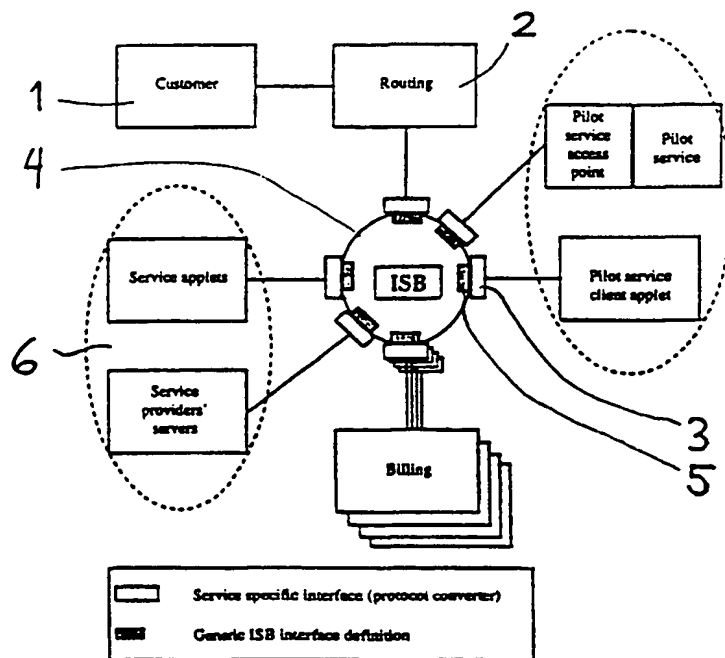 1
Customer
Routing
2
Pilot
service
access
point
Pilot
service
4
Service applets
ISB
Pilot service
client applet
6
Service
providers'
servers
3
5
Billing
Service specific interface (protocol converter)
Generic ISB interface definition